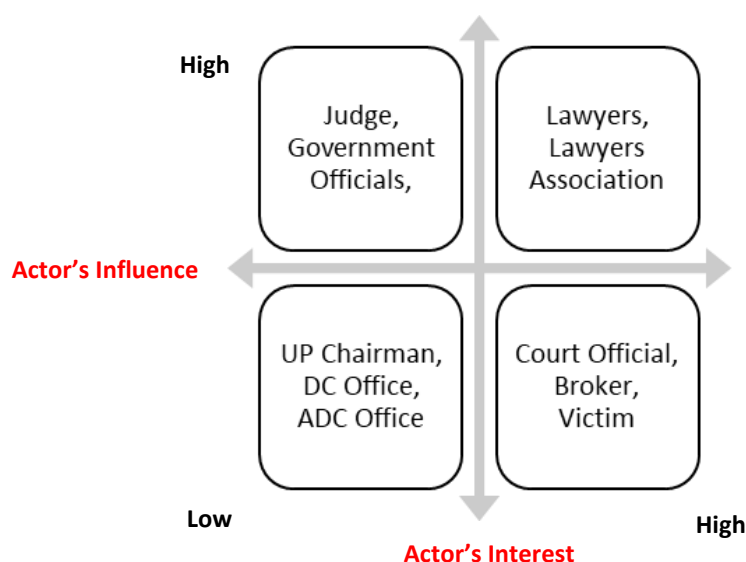 High
Judge,
Government
Officials,
Lawyers,
Lawyers
Association
Actor’s Influence
UP Chairman,
DC Office,
ADC Office
Court Official,
Broker,
Victim
Low
High
Actor’s Interest